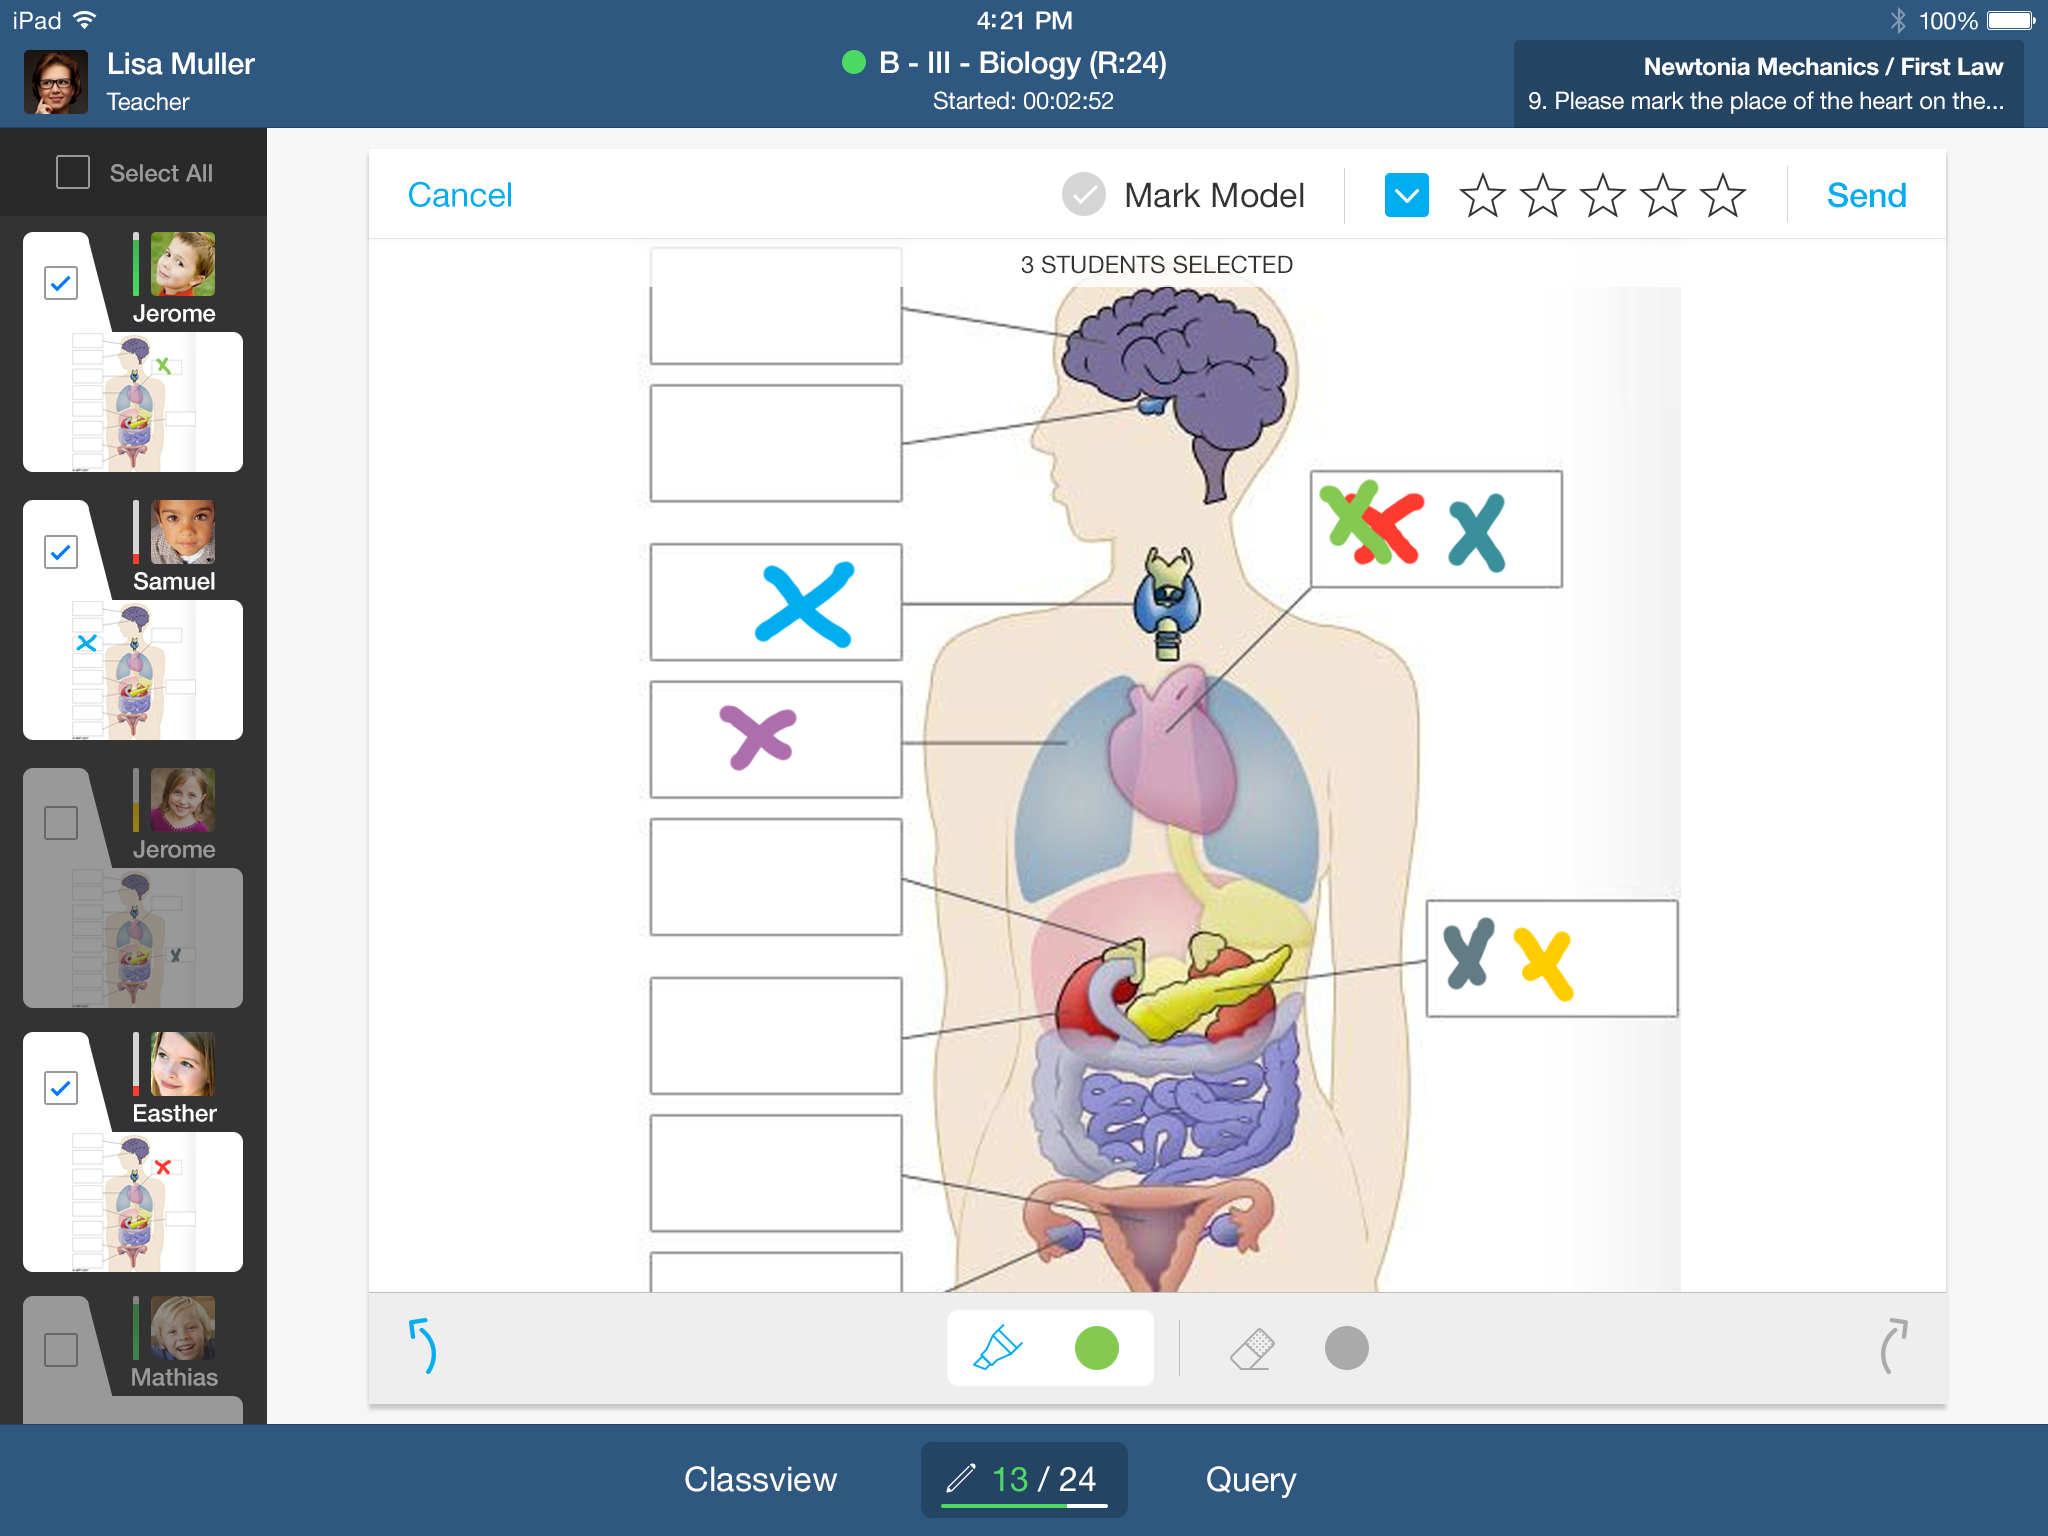 iPad
4:21 PM
100%
Lisa Muller
Teacher
B - III - Biology (R:24)
Started: 00:02:52
Newtonia Mechanics / First Law
9. Please mark the place of the heart on the...
Select All
Cancel
Mark Model
Send
3 STUDENTS SELECTED
Jerome
Samuel
Jerome
Easther
Mathias
Classview
13 / 24
Query